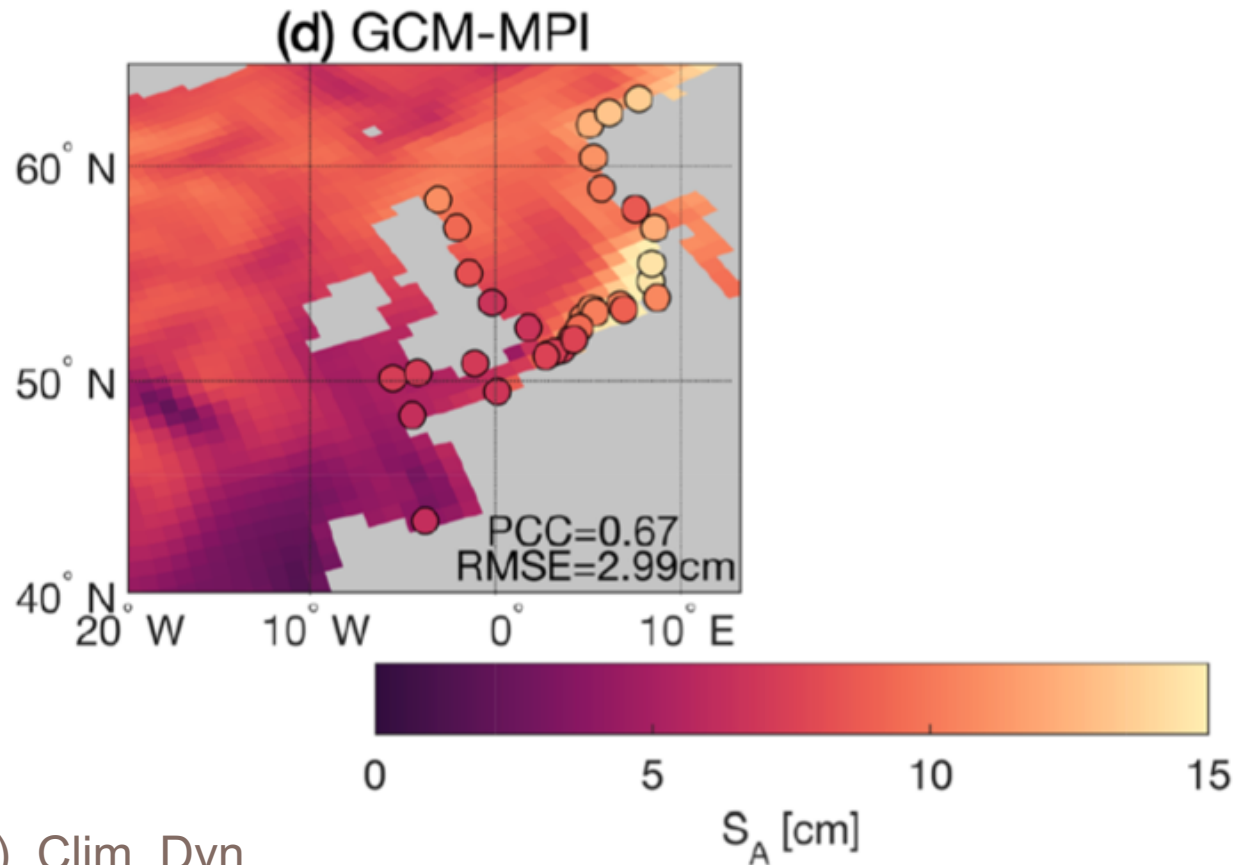 (d) GCM-MPI
60° N
50° N
40° N
PCC=0.67
RMSE=2.99cm
20° W 10° W 0° 10° E
0 5 10 15
S_A [cm]
) Clim Dyn